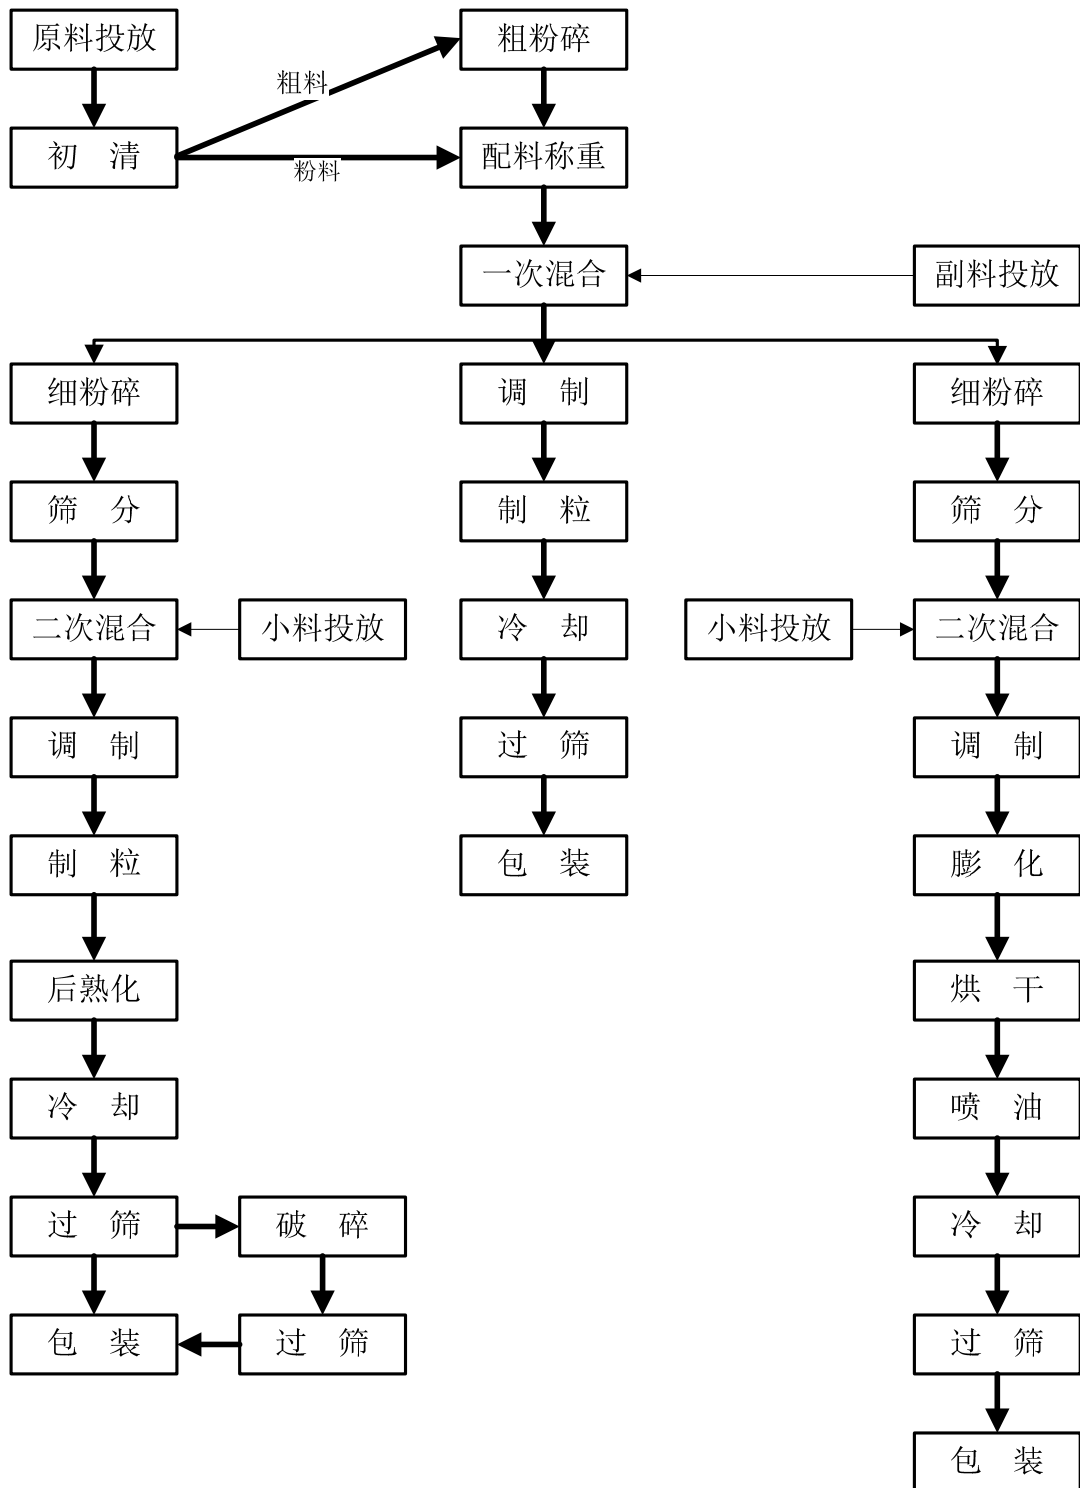 原料投放
粗粉碎
粗料
初 清
配料称重
粉料
一次混合
副料投放
细粉碎
调 制
细粉碎
筛 分
制 粒
筛 分
二次混合
小料投放
冷 却
小料投放
二次混合
调 制
过 筛
调 制
制 粒
包 装
膨 化
后熟化
烘 干
冷 却
喷 油
过 筛
破 碎
冷 却
包 装
过 筛
过 筛
包 装